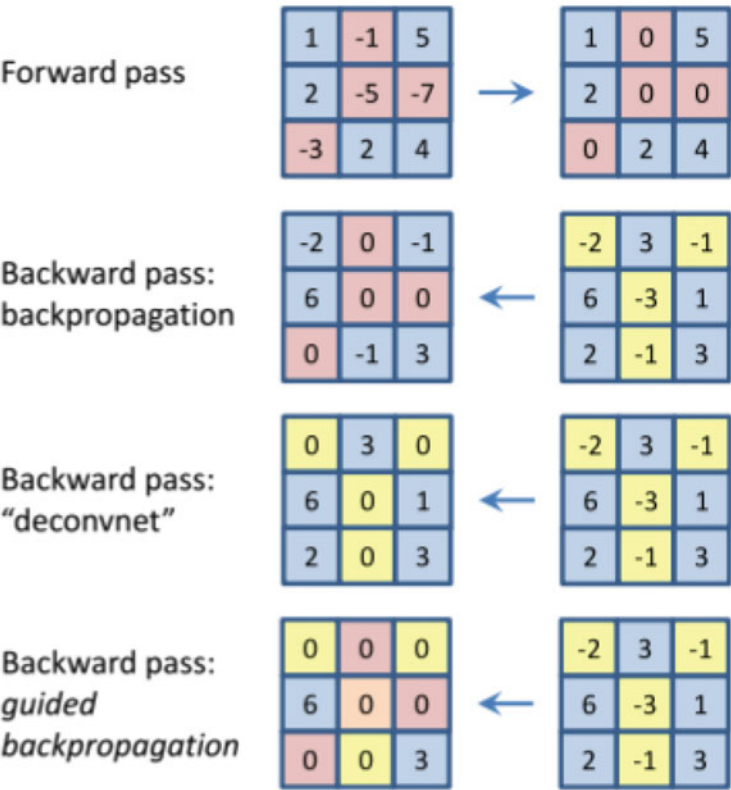 Forward pass
1 -1 5 1 0 5
2 -5 -7 2 0 0
-3 2 4 0 2 4
Backward pass:
backpropagation
-2 0 -1 -2 3 -1
6 0 0 6 -3 1
0 -1 3 2 -1 3
Backward pass:
“deconvnet”
0 3 0 -2 3 -1
6 0 1 6 -3 1
2 0 3 2 -1 3
Backward pass:
guided
backpropagation
0 0 0 -2 3 -1
6 0 0 6 -3 1
0 0 3 2 -1 3